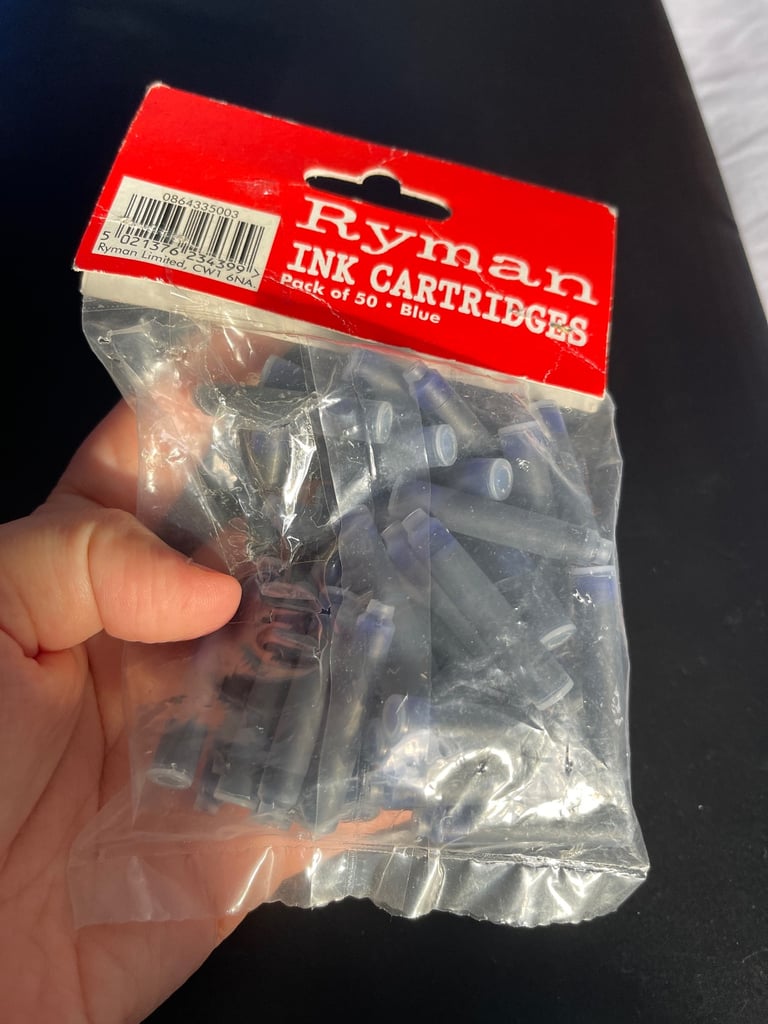 0864335003
5 021376 234399 >
Ryman Limited, CW1 6NA.
Ryman
INK CARTRIDGES
Pack of 50 • Blue